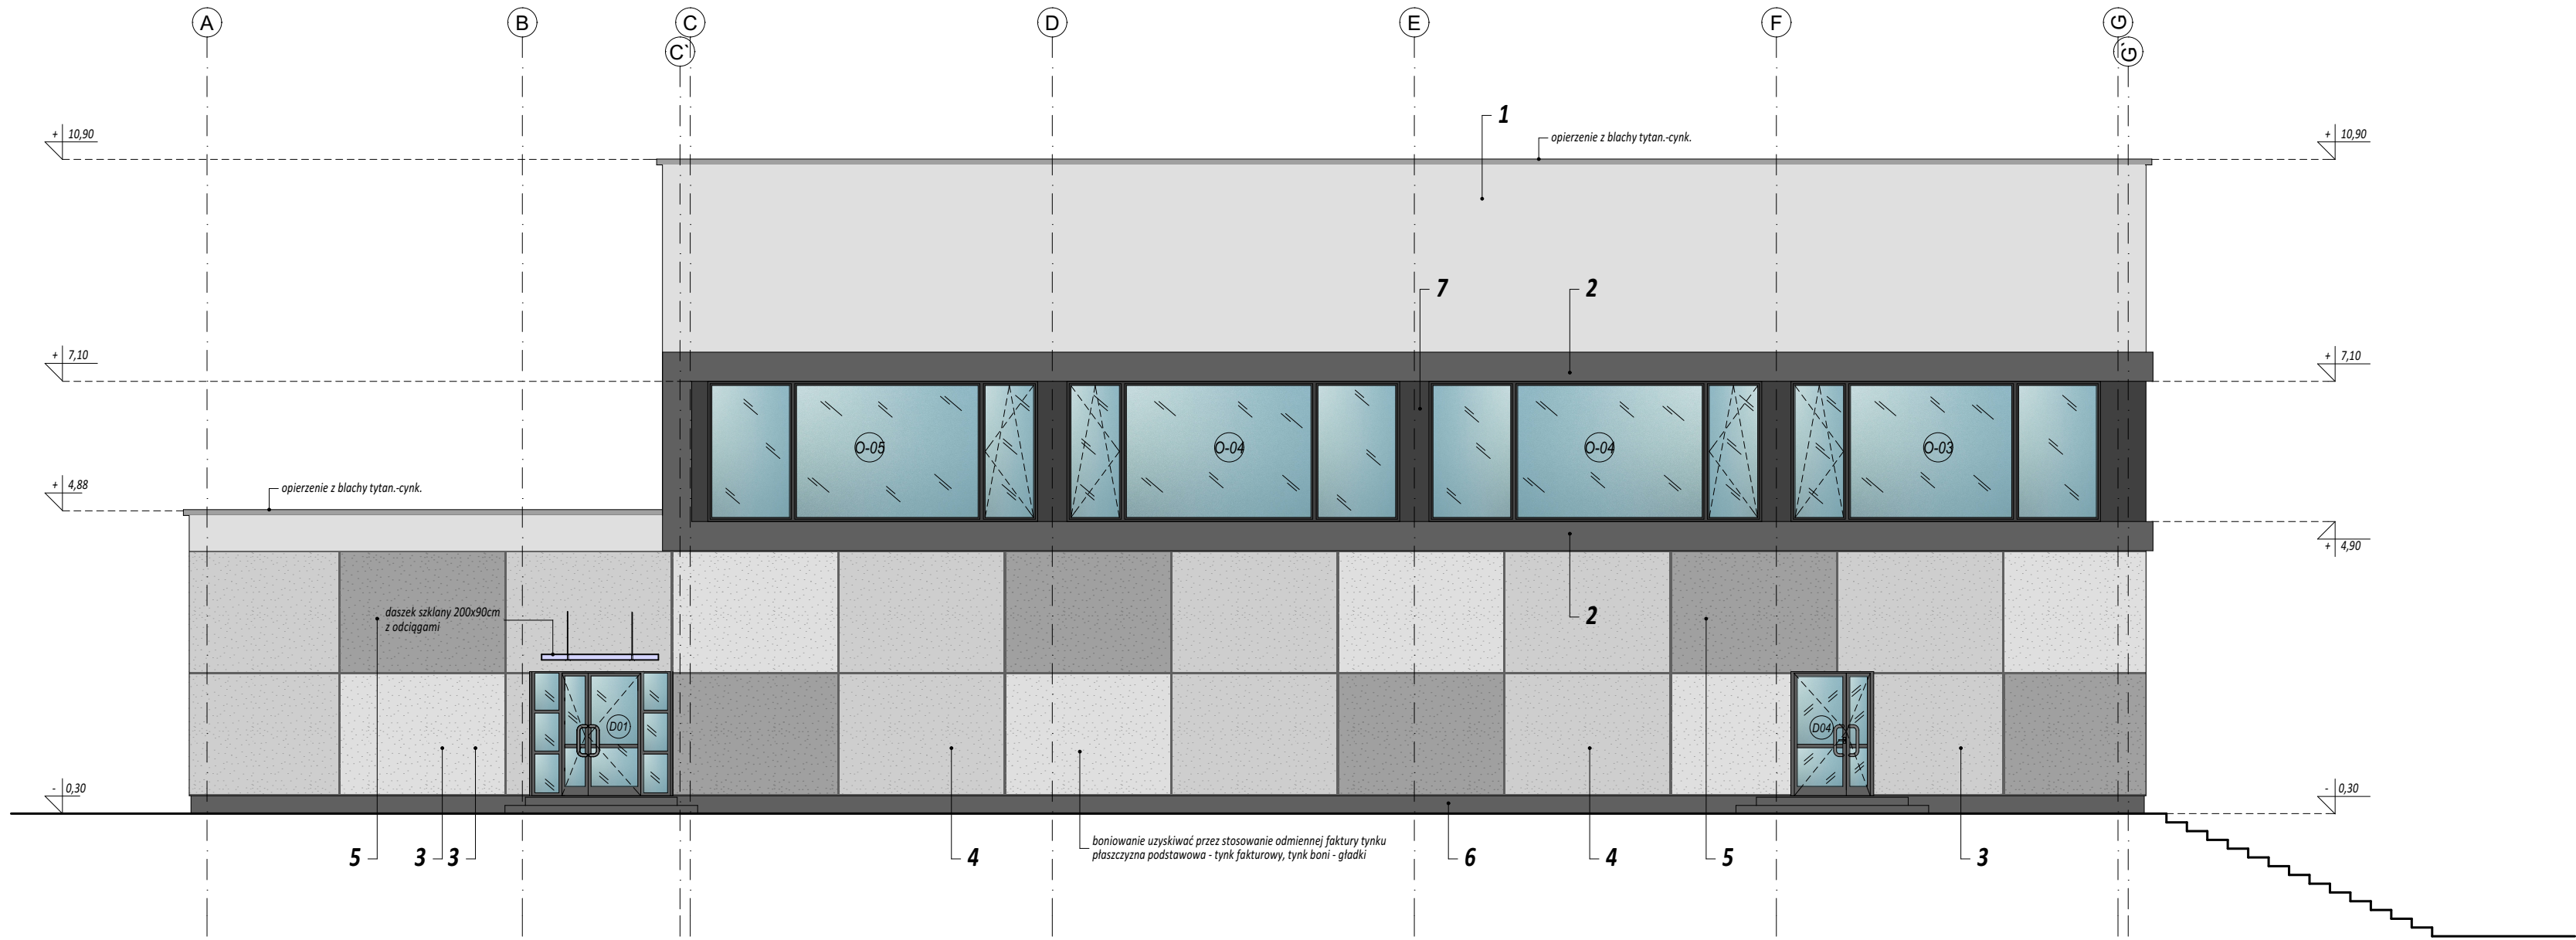 A
B
C
C`
D
E
F
G
G`
1
opierzenie z blachy tytan.-cynk.
+ 10,90
+ 10,90
7
2
+ 7,10
+ 7,10
O-05
O-04
O-04
O-03
+ 4,88
opierzenie z blachy tytan.-cynk.
+ 4,90
daszek szklany 200x90cm
z odciągami
2
D01
D04
- 0,30
- 0,30
5
3
3
4
boniowanie uzyskiwać przez stosowanie odmiennej faktury tynku
płaszczyzna podstawowa - tynk fakturowy, tynk boni - gładki
6
4
5
3